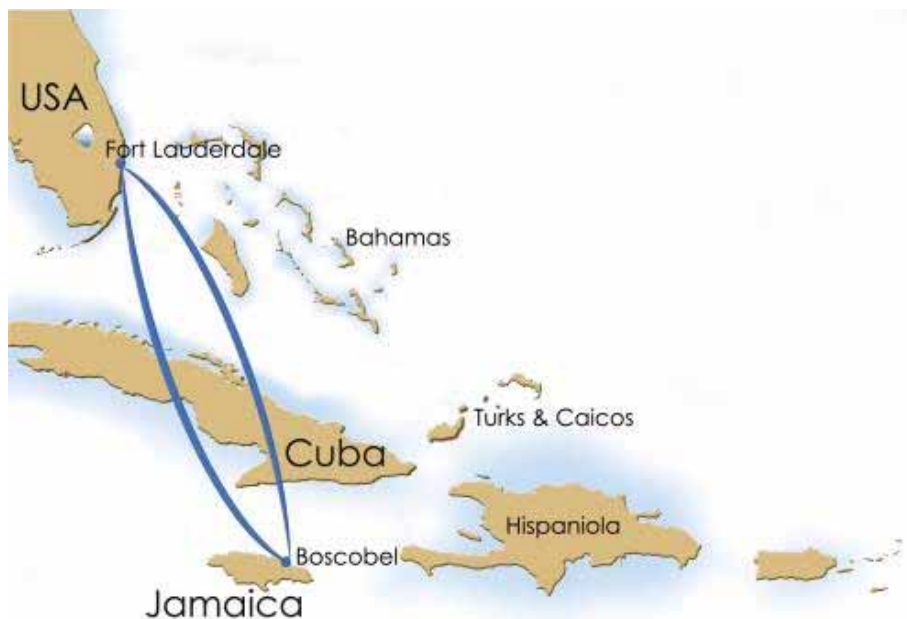 USA
Fort Lauderdale
Bahamas
Turks & Caicos
Cuba
Hispaniola
Boscobel
Jamaica